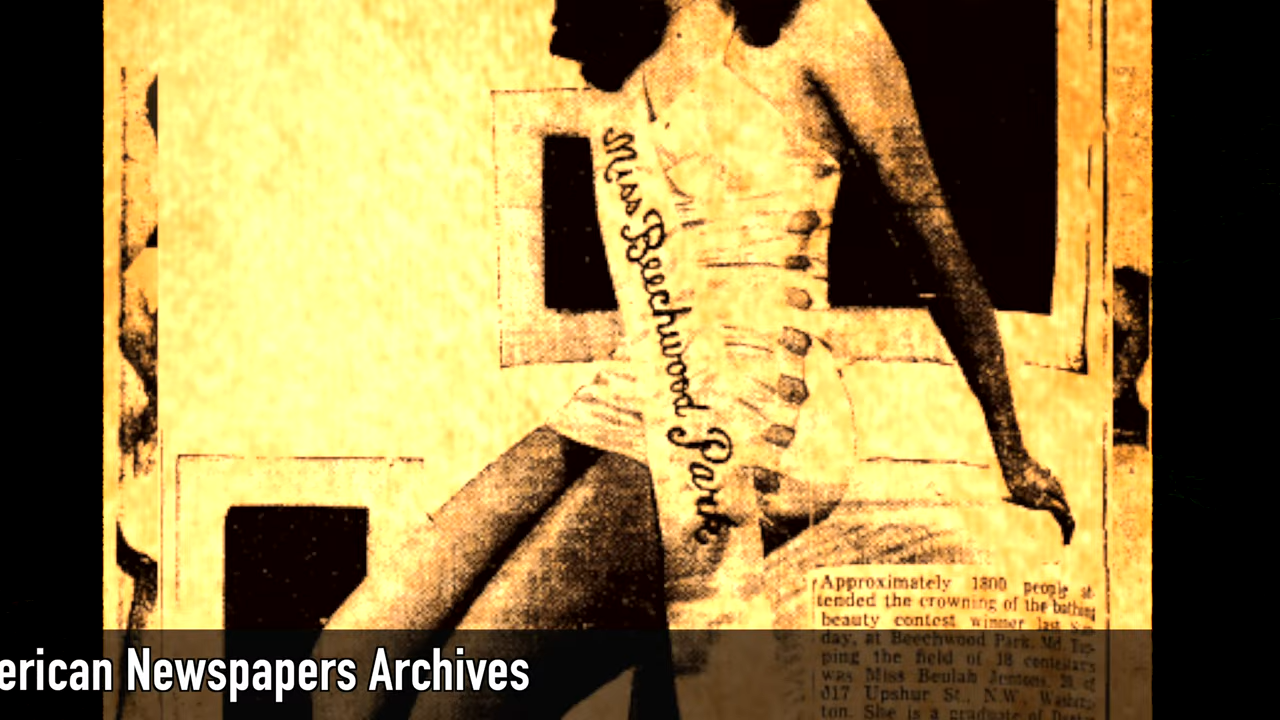 Miss Beechwood Park
Approximately 1800 people at-
tended the crowning of the bathing
beauty contest winner last
day, at Beechwood Park, Md.
ping the field of 18
was Miss Beulah
617 Upshur St., N.W.,
ton. She is a graduate of
erican Newspapers Archives